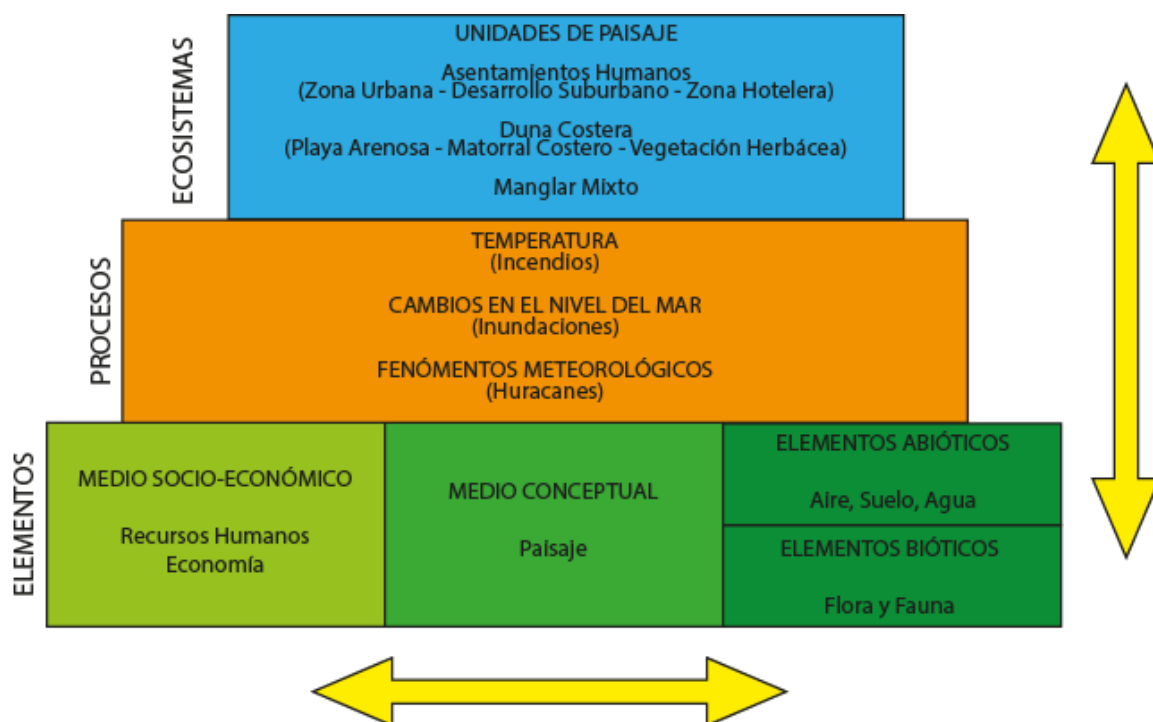 ECOSISTEMAS
UNIDADES DE PAISAJE
Asentamientos Humanos
(Zona Urbana - Desarrollo Suburbano - Zona Hotelera)
Duna Costera
(Playa Arenosa - Matorral Costero - Vegetación Herbácea)
Manglar Mixto
PROCESOS
TEMPERATURA
(Incendios)
CAMBIOS EN EL NIVEL DEL MAR
(Inundaciones)
FENÓMENTOS METEOROLÓGICOS
(Huracanes)
ELEMENTOS
MEDIO SOCIO-ECONÓMICO
Recursos Humanos
Economía
MEDIO CONCEPTUAL
Paisaje
ELEMENTOS ABIÓTICOS
Aire, Suelo, Agua
ELEMENTOS BIÓTICOS
Flora y Fauna